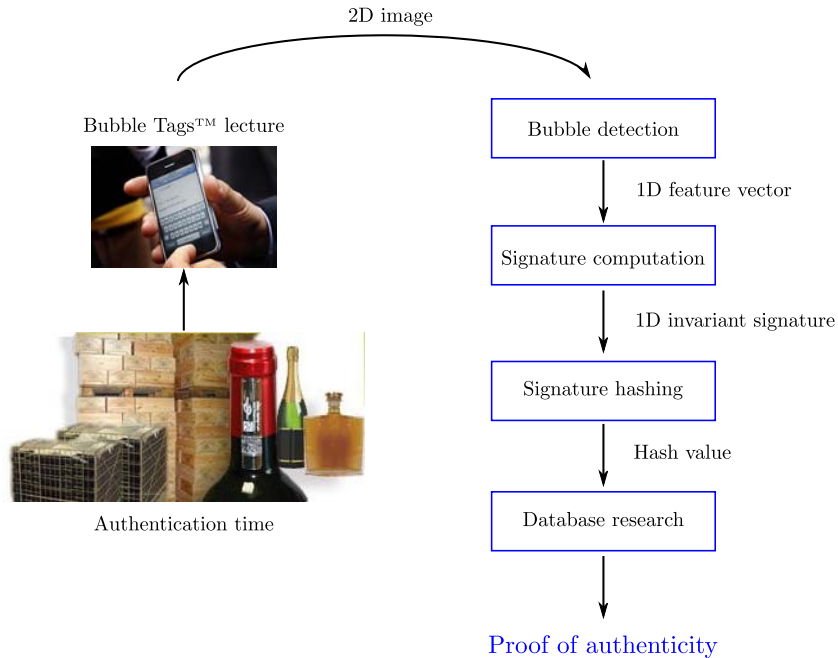 2D image
Bubble Tags™ lecture
Authentication time
Bubble detection
1D feature vector
Signature computation
1D invariant signature
Signature hashing
Hash value
Database research
Proof of authenticity